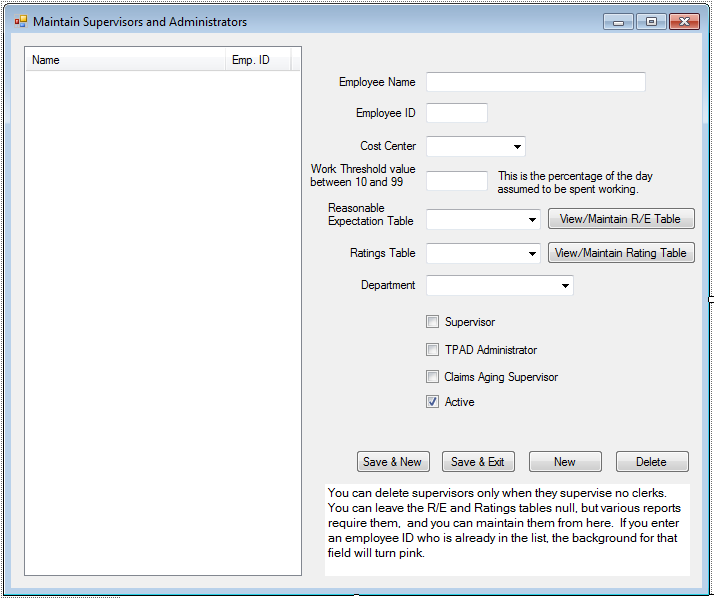 Maintain Supervisors and Administrators
Name Emp. ID
Employee Name
Employee ID
Cost Center
Work Threshold value
between 10 and 99
This is the percentage of the day
assumed to be spent working.
Reasonable
Expectation Table
View/Maintain R/E Table
Ratings Table
View/Maintain Rating Table
Department
Supervisor
TPAD Administrator
Claims Aging Supervisor
Active
Save & New Save & Exit New Delete
You can delete supervisors only when they supervise no clerks.
You can leave the R/E and Ratings tables null, but various reports
require them,  and you can maintain them from here.  If you enter
an employee ID who is already in the list, the background for that
field will turn pink.